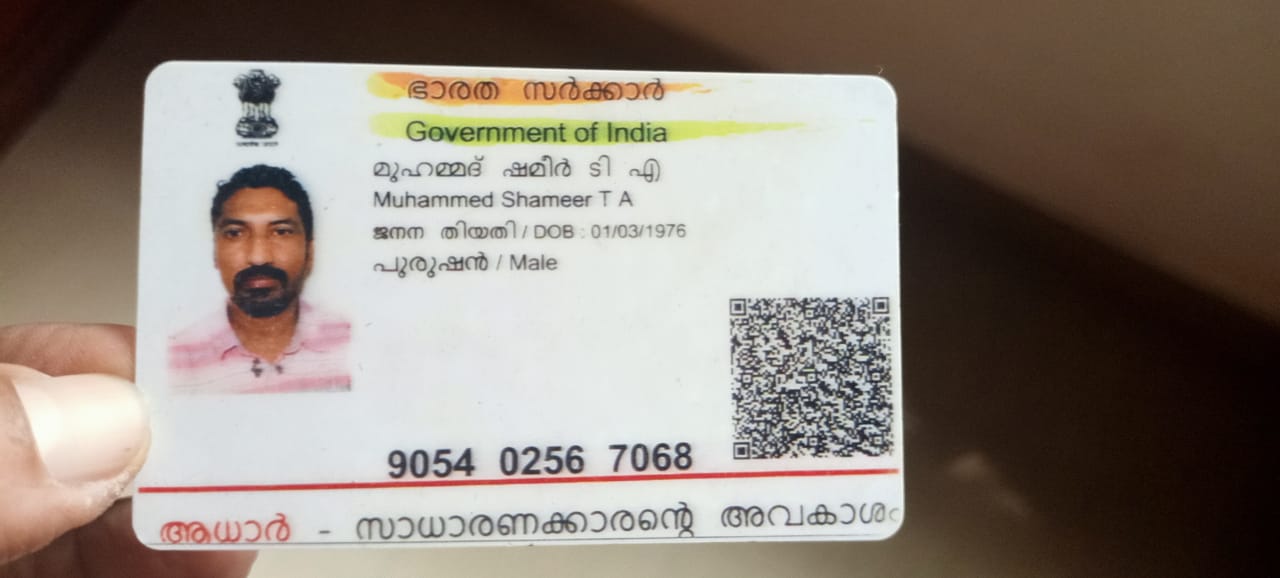 ഭാരത സർക്കാർ
Government of India
മുഹമ്മദ് ഷമീർ ടി എ
Muhammed Shameer T A
ജനന തിയതി / DOB : 01/03/1976
പുരുഷൻ / Male
9054 0256 7068
ആധാർ - സാധാരണക്കാരന്റെ അവകാശം